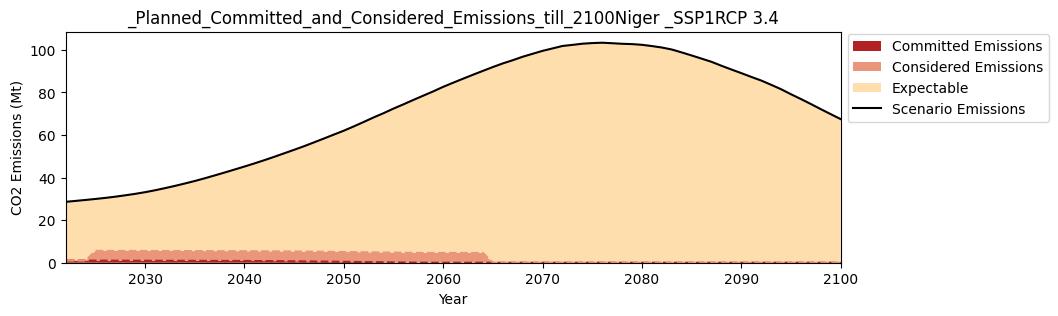 _Planned_Committed_and_Considered_Emissions_till_2100Niger _SSP1RCP 3.4
Committed Emissions
Considered Emissions
Expectable
Scenario Emissions
CO2 Emissions (Mt)
100
80
60
40
20
0
2030 2040 2050 2060 2070 2080 2090 2100
Year